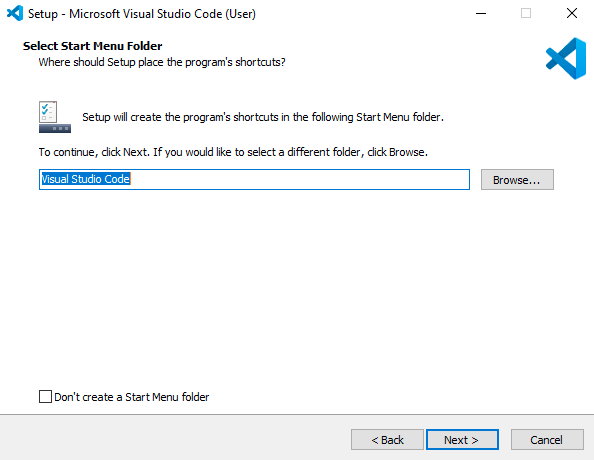 Setup - Microsoft Visual Studio Code (User)
Select Start Menu Folder
Where should Setup place the program's shortcuts?
Setup will create the program's shortcuts in the following Start Menu folder.
To continue, click Next. If you would like to select a different folder, click Browse.
Visual Studio Code
Browse...
Don't create a Start Menu folder
< Back
Next >
Cancel